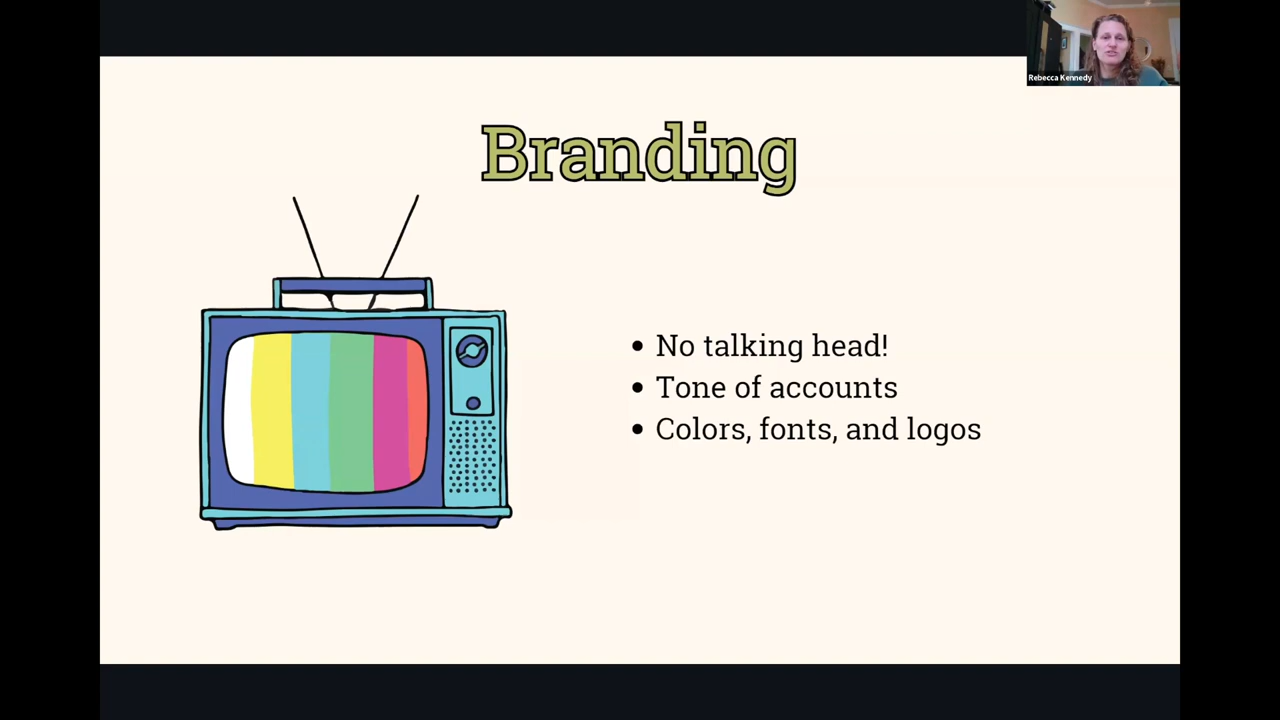 Rebecca Kennedy
Branding
• No talking head!
• Tone of accounts
• Colors, fonts, and logos